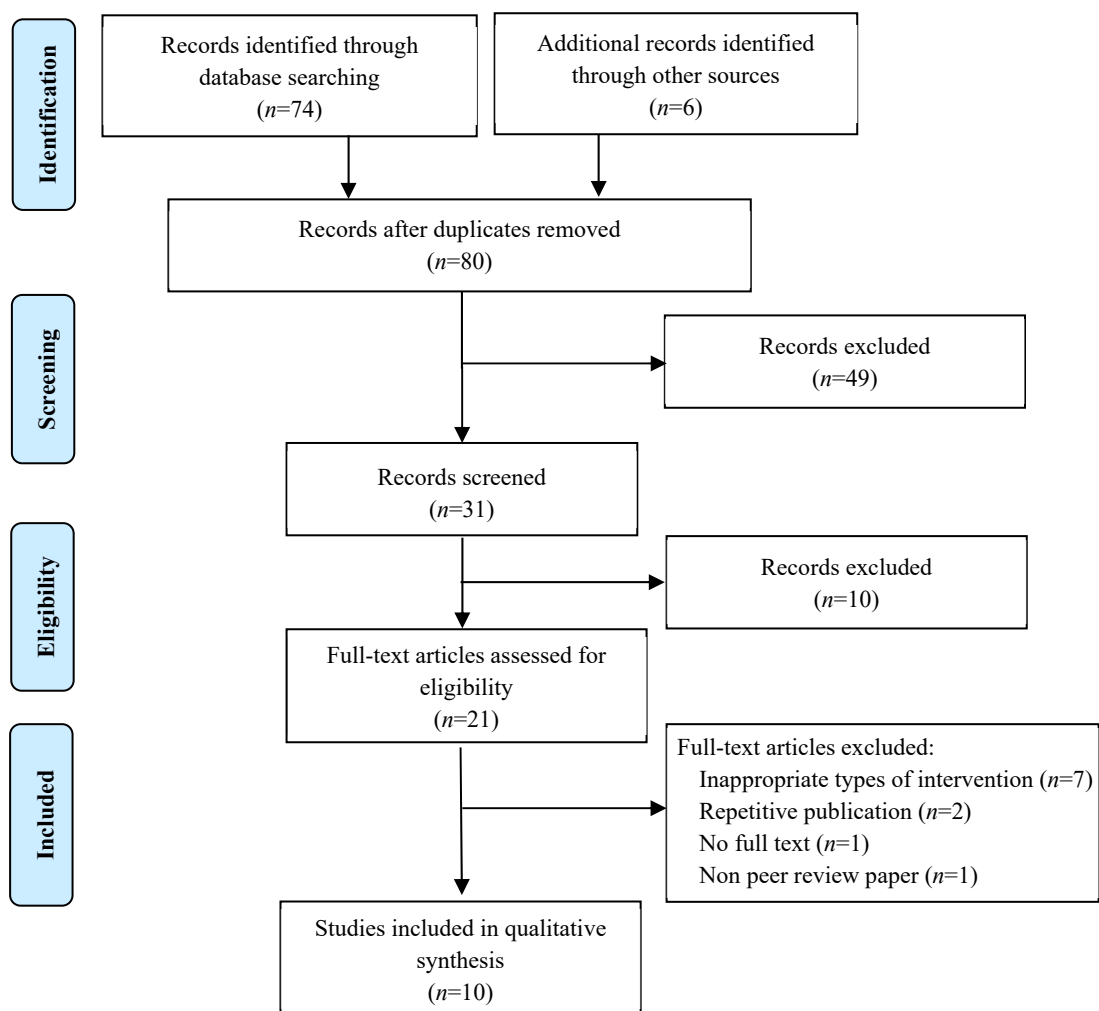 Identification
Records identified through
database searching
(n=74)
Additional records identified
through other sources
(n=6)
Records after duplicates removed
(n=80)
Screening
Records excluded
(n=49)
Records screened
(n=31)
Eligibility
Records excluded
(n=10)
Full-text articles assessed for
eligibility
(n=21)
Included
Full-text articles excluded:
Inappropriate types of intervention (n=7)
Repetitive publication (n=2)
No full text (n=1)
Non peer review paper (n=1)
Studies included in qualitative
synthesis
(n=10)